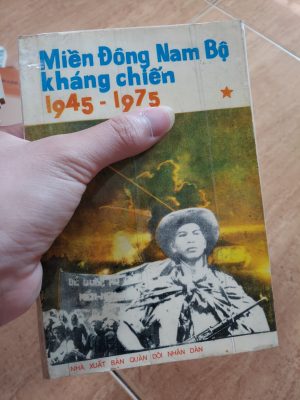 Miền Đông Nam Bộ
kháng chiến
1945 - 1975
NHÀ XUẤT BẢN QUÂN ĐỘI NHÂN DÂN